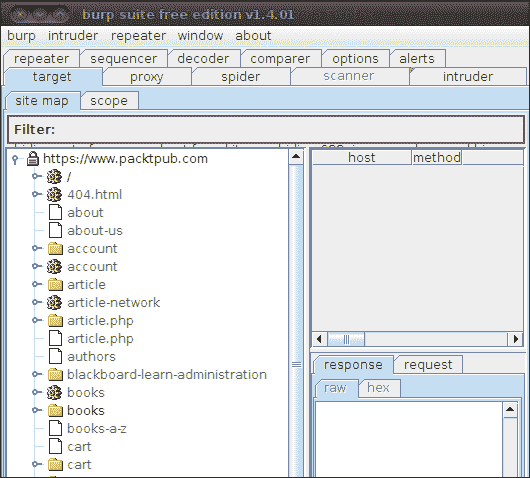 burp suite free edition v1.4.01
burp intruder repeater window about
repeater sequencer decoder comparer options alerts
target proxy spider scanner intruder
site map scope
Filter:
https://www.packtpub.com
host method
/
404.html
about
about-us
account
account
article
article-network
article.php
article.php
authors
blackboard-learn-administration
books
books
books-a-z
cart
cart
response request
raw hex